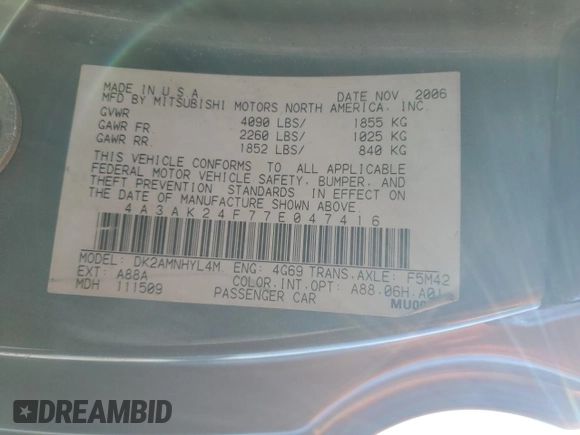 MADE IN U.S.A DATE NOV 2006
MFD BY MITSUBISHI MOTORS NORTH AMERICA, INC
GVWR 4090 LBS/ 1855 KG
GAWR FR 2260 LBS/ 1025 KG
GAWR RR 1852 LBS/ 840 KG
THIS VEHICLE CONFORMS TO ALL APPLICABLE
FEDERAL MOTOR VEHICLE SAFETY, BUMPER, AND
THEFT PREVENTION STANDARDS IN EFFECT ON
THE DATE OF MANUFACTURE SHOWN ABOVE
4A3AK24F77E047416
MODEL: DK2AMNHYL4M ENG: 4G69 TRANS.AXLE: F5M42
EXT: A88A COLOR.INT.OPT: A88.06H.A01
MDH 111509 PASSENGER CAR
DREAMBID